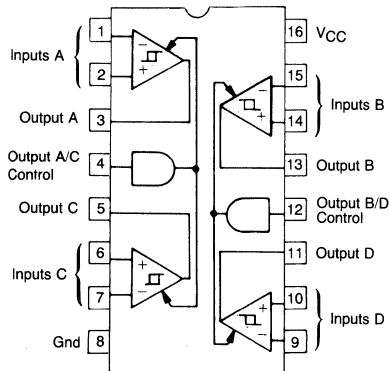 1
Inputs A
2
3
Output A
4
Output A/C
Control
5
Output C
6
Inputs C
7
8
Gnd
16
VCC
15
Inputs B
14
13
Output B
12
Output B/D
Control
11
Output D
10
Inputs D
9